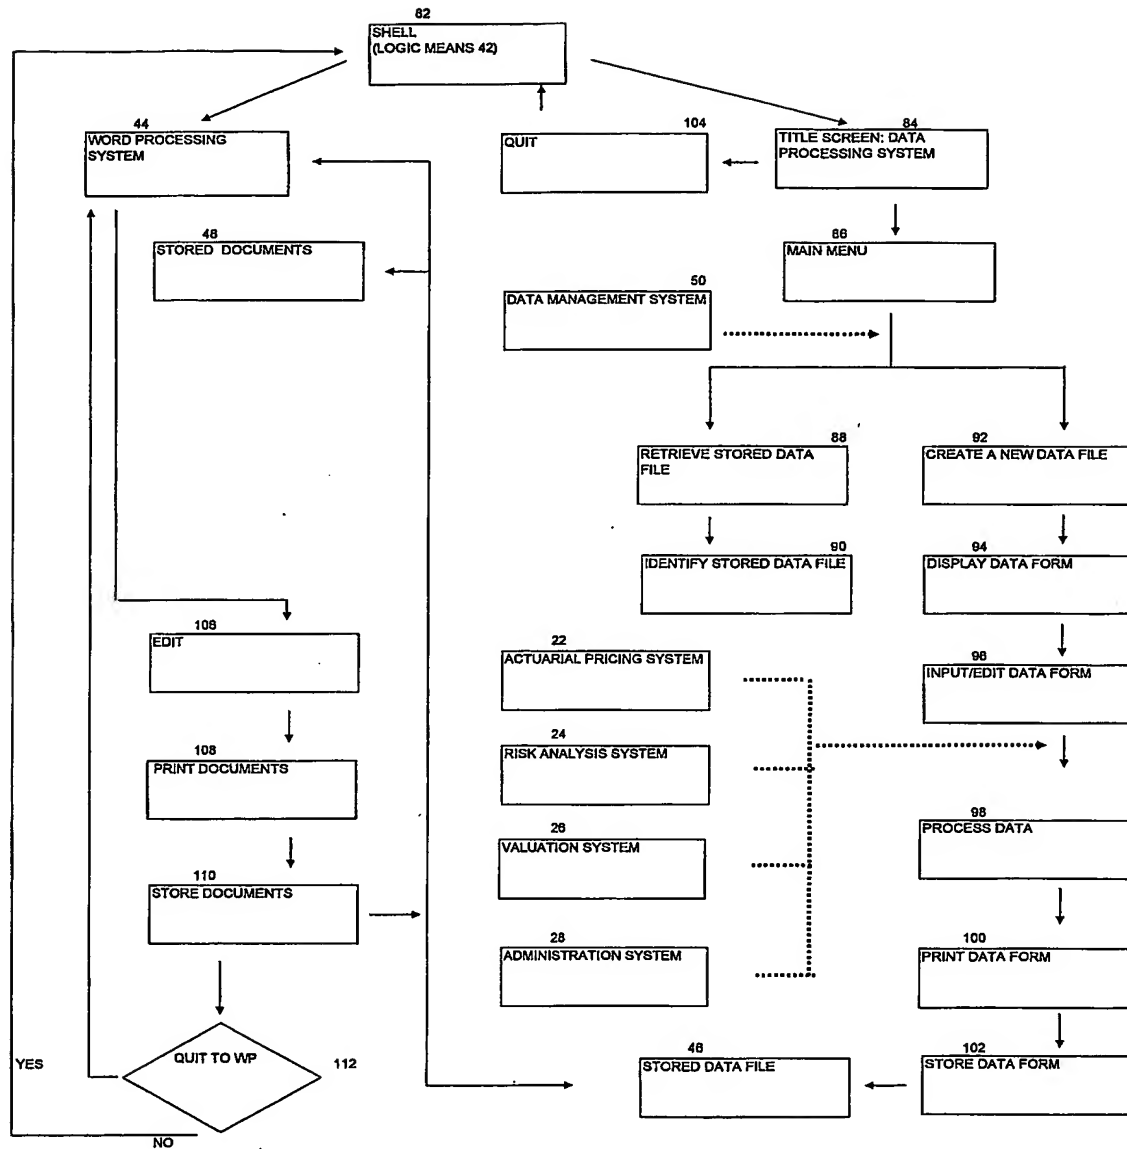 82
SHELL
(LOGIC MEANS 42)
44
WORD PROCESSING
SYSTEM
104
QUIT
84
TITLE SCREEN: DATA
PROCESSING SYSTEM
48
STORED DOCUMENTS
86
MAIN MENU
50
DATA MANAGEMENT SYSTEM
88
RETRIEVE STORED DATA
FILE
92
CREATE A NEW DATA FILE
90
IDENTIFY STORED DATA FILE
94
DISPLAY DATA FORM
106
EDIT
22
ACTUARIAL PRICING SYSTEM
96
INPUT/EDIT DATA FORM
108
PRINT DOCUMENTS
24
RISK ANALYSIS SYSTEM
98
PROCESS DATA
26
VALUATION SYSTEM
110
STORE DOCUMENTS
28
ADMINISTRATION SYSTEM
100
PRINT DATA FORM
YES
QUIT TO WP
112
46
STORED DATA FILE
102
STORE DATA FORM
NO